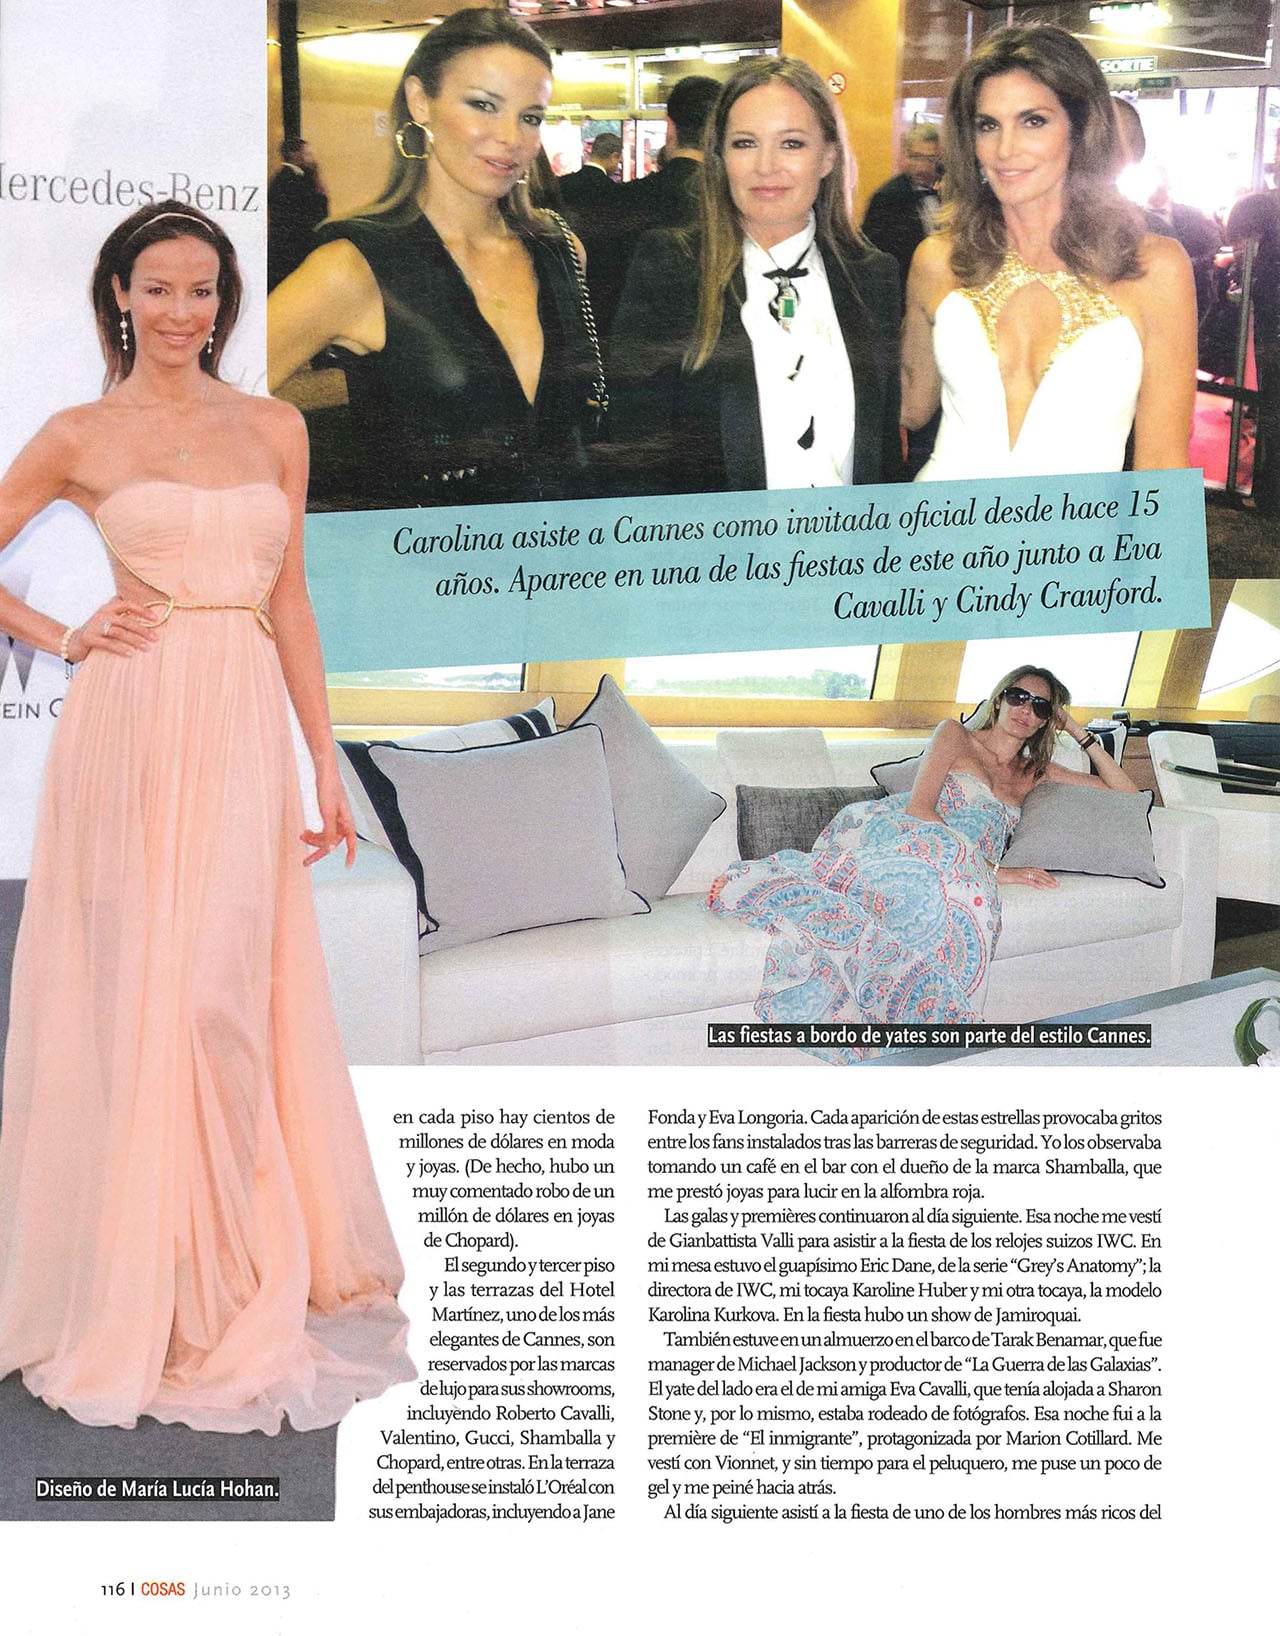 Mercedes-Benz
SORTIE
EIN C
Carolina asiste a Cannes como invitada oficial desde hace 15
años. Aparece en una de las fiestas de este año junto a Eva
Cavalli y Cindy Crawford.
Las fiestas a bordo de yates son parte del estilo Cannes.
en cada piso hay cientos de
millones de dólares en moda
y joyas. (De hecho, hubo un
muy comentado robo de un
millón de dólares en joyas
de Chopard).
El segundo y tercer piso
y las terrazas del Hotel
Martínez, uno de los más
elegantes de Cannes, son
reservados por las marcas
de lujo para sus showrooms,
incluyendo Roberto Cavalli,
Valentino, Gucci, Shamballa y
Chopard, entre otras. En la terraza
del penthouse se instaló L'Oréal con
sus embajadoras, incluyendo a Jane
Fonda y Eva Longoria. Cada aparición de estas estrellas provocaba gritos
entre los fans instalados tras las barreras de seguridad. Yo los observaba
tomando un café en el bar con el dueño de la marca Shamballa, que
me prestó joyas para lucir en la alfombra roja.
Las galas y premières continuaron al día siguiente. Esa noche me vestí
de Gianbattista Valli para asistir a la fiesta de los relojes suizos IWC. En
mi mesa estuvo el guapísimo Eric Dane, de la serie "Grey's Anatomy"; la
directora de IWC, mi tocaya Karoline Huber y mi otra tocaya, la modelo
Karolina Kurkova. En la fiesta hubo un show de Jamiroquai.
También estuve en un almuerzo en el barco de Tarak Benamar, que fue
manager de Michael Jackson y productor de "La Guerra de las Galaxias".
El yate del lado era el de mi amiga Eva Cavalli, que tenía alojada a Sharon
Stone y, por lo mismo, estaba rodeado de fotógrafos. Esa noche fui a la
première de "El inmigrante", protagonizada por Marion Cotillard. Me
vestí con Vionnet, y sin tiempo para el peluquero, me puse un poco de
gel y me peiné hacia atrás.
Al día siguiente asistí a la fiesta de uno de los hombres más ricos del
Diseño de María Lucía Hohan.
116 I COSAS Junio 2013